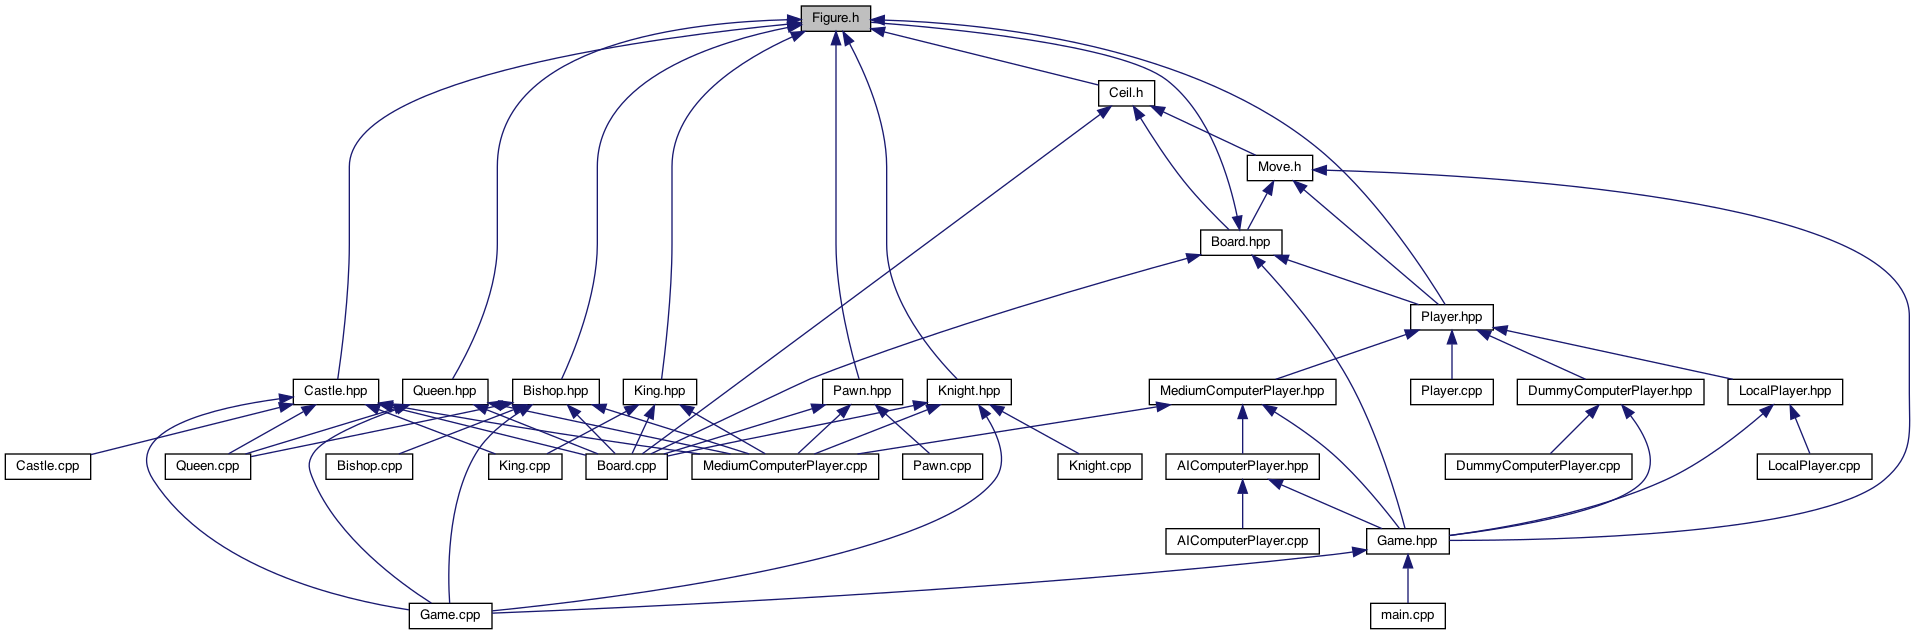 Figure.h
Ceil.h
Move.h
Board.hpp
Player.hpp
Castle.hpp
Queen.hpp
Bishop.hpp
King.hpp
Pawn.hpp
Knight.hpp
MediumComputerPlayer.hpp
Player.cpp
DummyComputerPlayer.hpp
LocalPlayer.hpp
Castle.cpp
Queen.cpp
Bishop.cpp
King.cpp
Board.cpp
MediumComputerPlayer.cpp
Pawn.cpp
Knight.cpp
AIComputerPlayer.hpp
DummyComputerPlayer.cpp
LocalPlayer.cpp
AIComputerPlayer.cpp
Game.hpp
Game.cpp
main.cpp